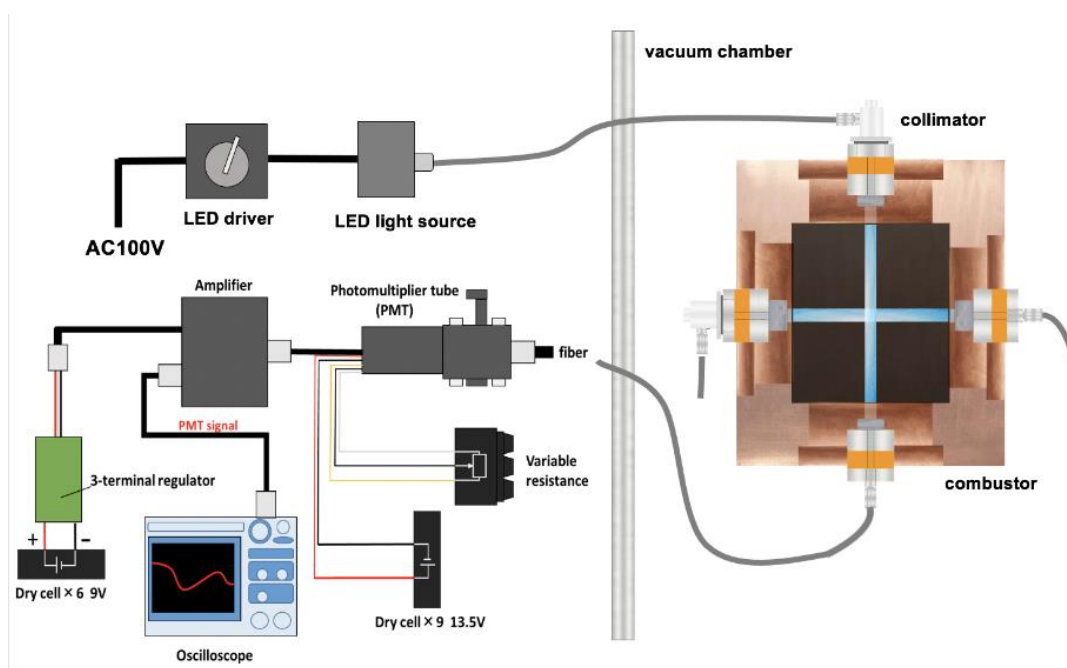 vacuum chamber
collimator
LED driver
LED light source
AC100V
Amplifier
Photomultiplier tube
(PMT)
fiber
PMT signal
3-terminal regulator
Variable
resistance
combustor
+
−
Dry cell × 6 9V
Dry cell × 9 13.5V
Oscilloscope